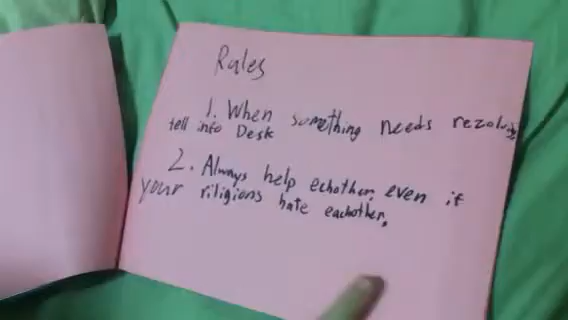 Rules
1. When something needs rezolving
tell info Desk
2. Always help echother, even if
your riligions hate eachother.